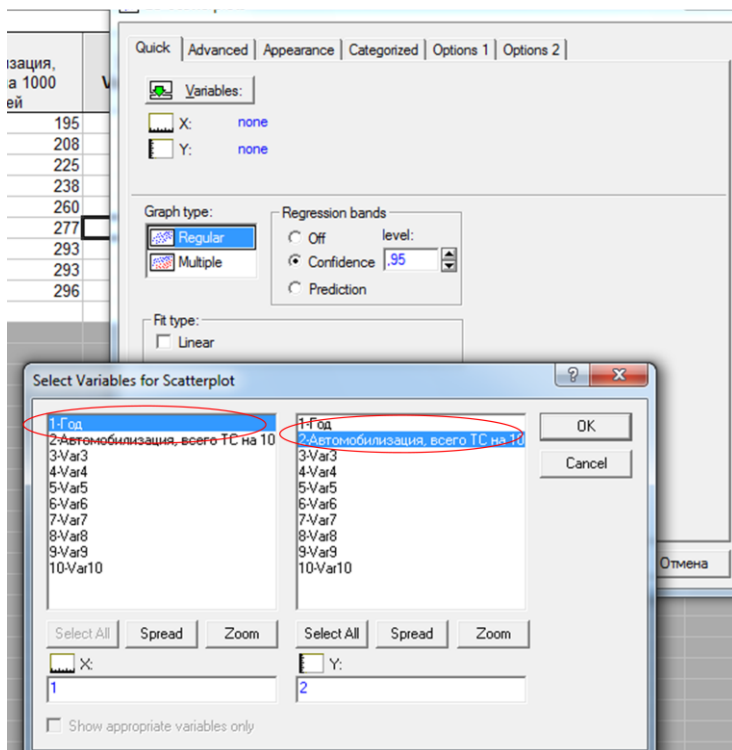 Quick Advanced Appearance Categorized Options 1 Options 2
зация,
а 1000
ей
V
195
208
225
238
260
277
293
293
296
Variables:
X: none
Y: none
Graph type:
Regular
Multiple
Regression bands
Off
level:
Confidence ,95
Prediction
Fit type:
Linear
Отмена
Select Variables for Scatterplot
1-Год
2-Автомобилизация, всего ТС на 10
3-Var3
4-Var4
5-Var5
6-Var6
7-Var7
8-Var8
9-Var9
10-Var10
1-Год
2-Автомобилизация, всего ТС на 10
3-Var3
4-Var4
5-Var5
6-Var6
7-Var7
8-Var8
9-Var9
10-Var10
OK
Cancel
Select All Spread Zoom
Select All Spread Zoom
X:
1
Y:
2
Show appropriate variables only